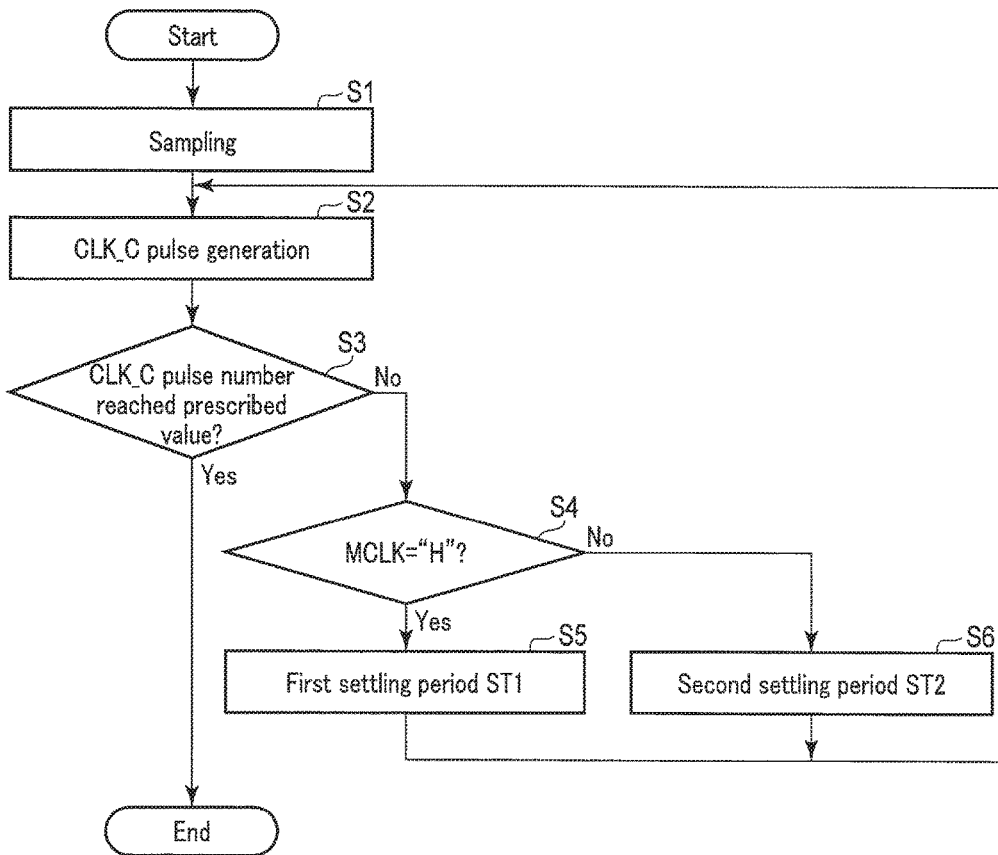 Start
S1
Sampling
S2
CLK_C pulse generation
S3
CLK_C pulse number
reached prescribed
value?
No
Yes
S4
MCLK=“H”?
No
Yes
S5
First settling period ST1
S6
Second settling period ST2
End